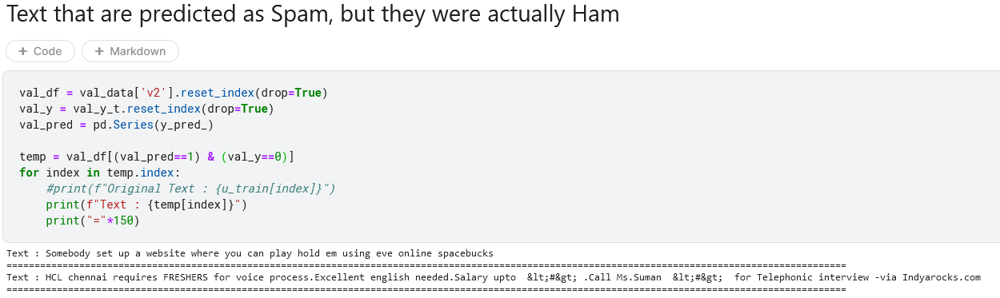 Text that are predicted as Spam, but they were actually Ham
+ Code + Markdown
val_df = val_data['v2'].reset_index(drop=True)
val_y = val_y_t.reset_index(drop=True)
val_pred = pd.Series(y_pred_)
temp = val_df[(val_pred==1) & (val_y==0)]
for index in temp.index:
    #print(f"Original Text : {u_train[index]}")
    print(f"Text : {temp[index]}")
    print("="*150)
Text : Somebody set up a website where you can play hold em using eve online spacebucks
======================================================================================================================================================
Text : HCL chennai requires FRESHERS for voice process.Excellent english needed.Salary upto  &lt;#&gt; .Call Ms.Suman  &lt;#&gt;  for Telephonic interview -via Indyarocks.com
======================================================================================================================================================